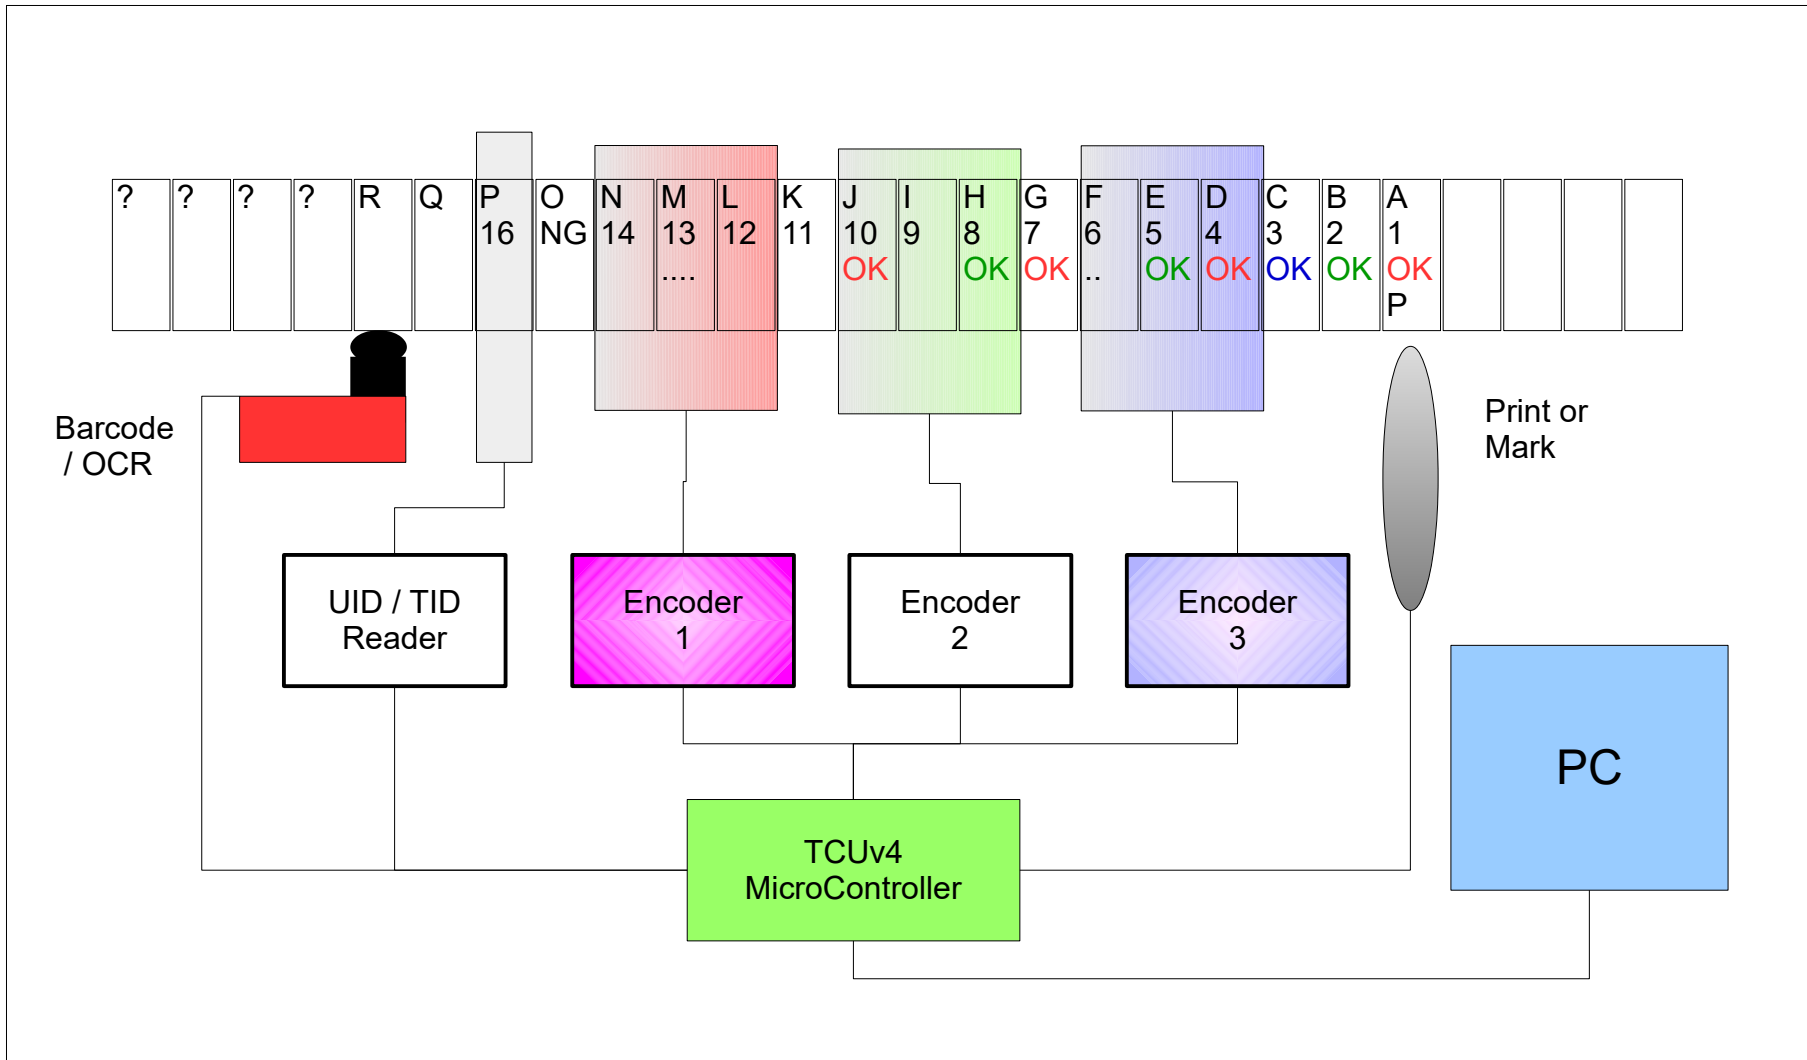 ? ? ? ? R Q P O N M L K J I H G F E D C B A
16 NG 14 13 12 11 10 9 8 7 6 5 4 3 2 1
.... OK OK OK .. OK OK OK OK OK
P
Barcode
/ OCR
Print or
Mark
UID / TID
Reader
Encoder
1
Encoder
2
Encoder
3
PC
TCUv4
MicroController